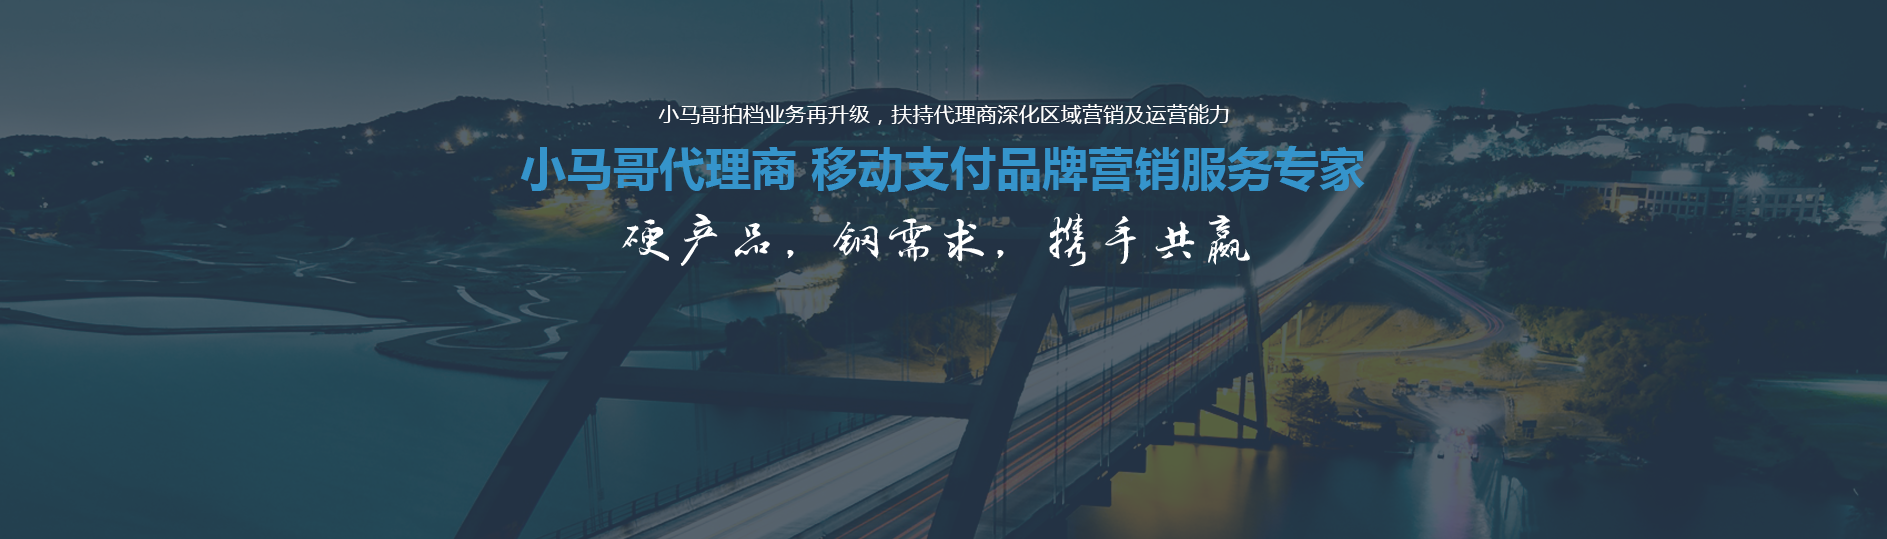 小马哥拍档业务再升级，扶持代理商深化区域营销及运营能力
小马哥代理商 移动支付品牌营销服务专家
硬产品，钢需求，携手共赢